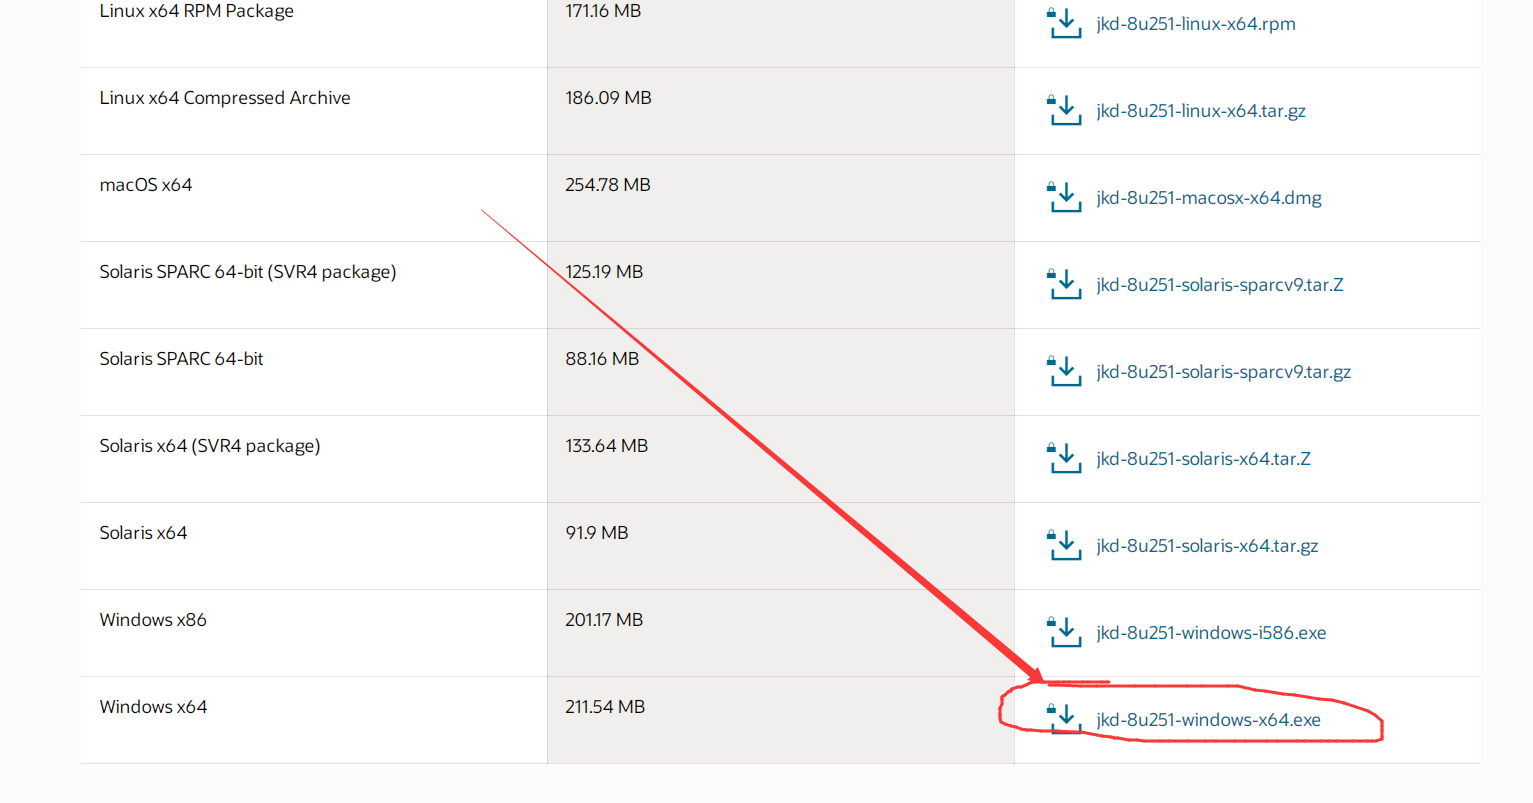 Linux x64 RPM Package 171.16 MB jkd-8u251-linux-x64.rpm
Linux x64 Compressed Archive 186.09 MB jkd-8u251-linux-x64.tar.gz
macOS x64 254.78 MB jkd-8u251-macosx-x64.dmg
Solaris SPARC 64-bit (SVR4 package) 125.19 MB jkd-8u251-solaris-sparcv9.tar.Z
Solaris SPARC 64-bit 88.16 MB jkd-8u251-solaris-sparcv9.tar.gz
Solaris x64 (SVR4 package) 133.64 MB jkd-8u251-solaris-x64.tar.Z
Solaris x64 91.9 MB jkd-8u251-solaris-x64.tar.gz
Windows x86 201.17 MB jkd-8u251-windows-i586.exe
Windows x64 211.54 MB jkd-8u251-windows-x64.exe